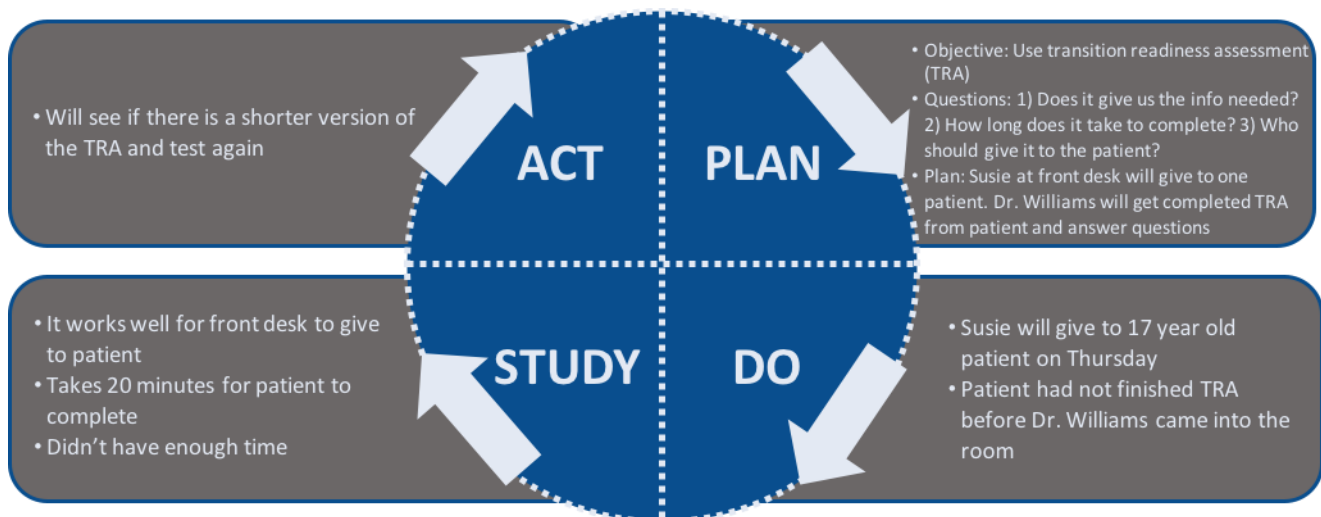 • Will see if there is a shorter version of
the TRA and test again
ACT
PLAN
• Objective: Use transition readiness assessment
(TRA)
• Questions: 1) Does it give us the info needed?
2) How long does it take to complete? 3) Who
should give it to the patient?
• Plan: Susie at front desk will give to one
patient. Dr. Williams will get completed TRA
from patient and answer questions
• It works well for front desk to give
to patient
• Takes 20 minutes for patient to
complete
• Didn’t have enough time
STUDY
DO
• Susie will give to 17 year old
patient on Thursday
• Patient had not finished TRA
before Dr. Williams came into the
room